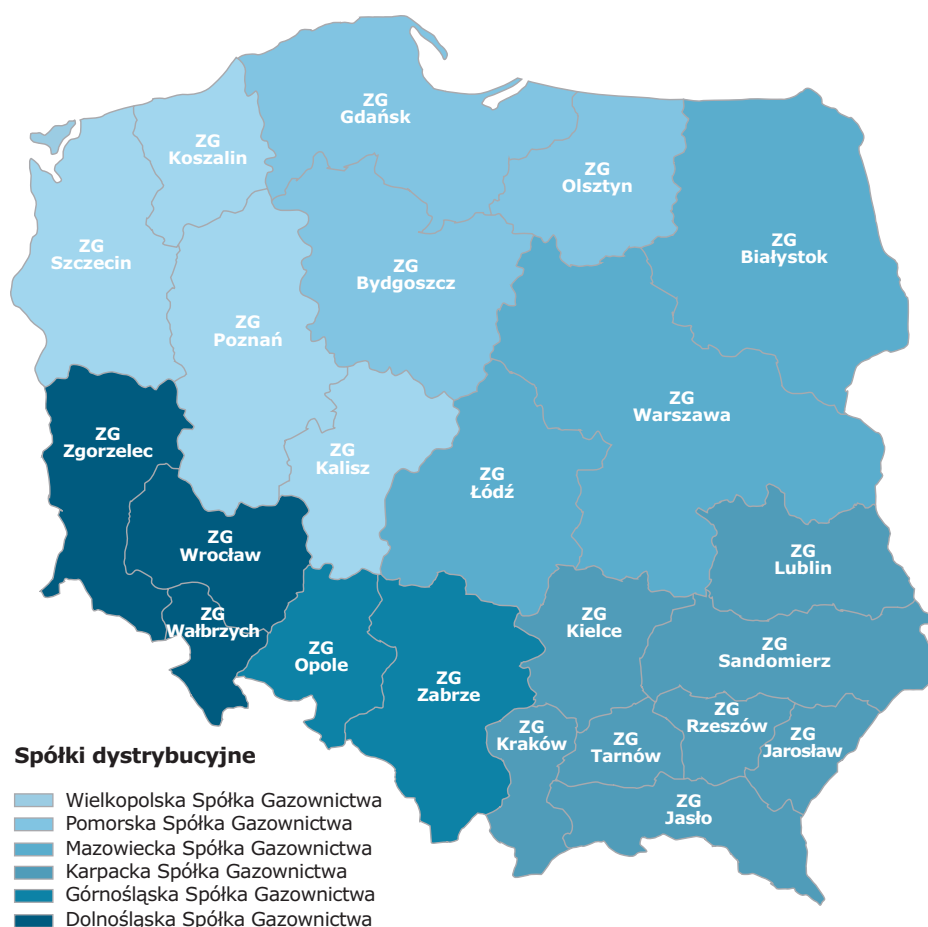 ZG
Gdańsk
ZG
Koszalin
ZG
Olsztyn
ZG
Szczecin
ZG
Białystok
ZG
Bydgoszcz
ZG
Poznań
ZG
Warszawa
ZG
Zgorzelec
ZG
Kalisz
ZG
Łódź
ZG
Wrocław
ZG
Lublin
ZG
Wałbrzych
ZG
Kielce
ZG
Opole
ZG
Sandomierz
ZG
Zabrze
ZG
Kraków
ZG
Tarnów
ZG
Rzeszów
ZG
Jarosław
ZG
Jasło
Spółki dystrybucyjne
Wielkopolska Spółka Gazownictwa
Pomorska Spółka Gazownictwa
Mazowiecka Spółka Gazownictwa
Karpacka Spółka Gazownictwa
Górnośląska Spółka Gazownictwa
Dolnośląska Spółka Gazownictwa